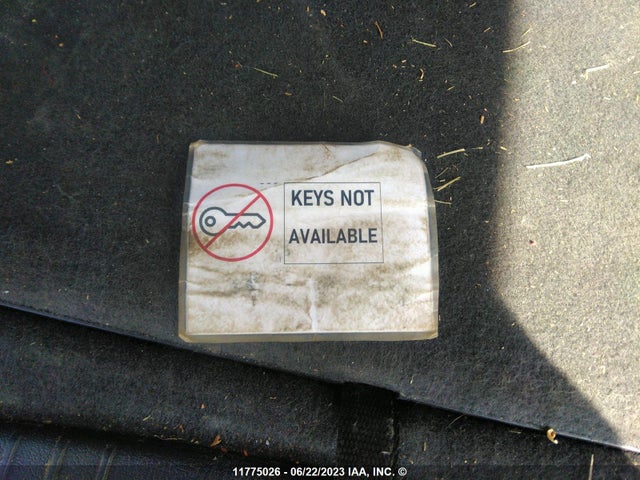 KEYS NOT
AVAILABLE
11775026 - 06/22/2023 IAA, INC. ©